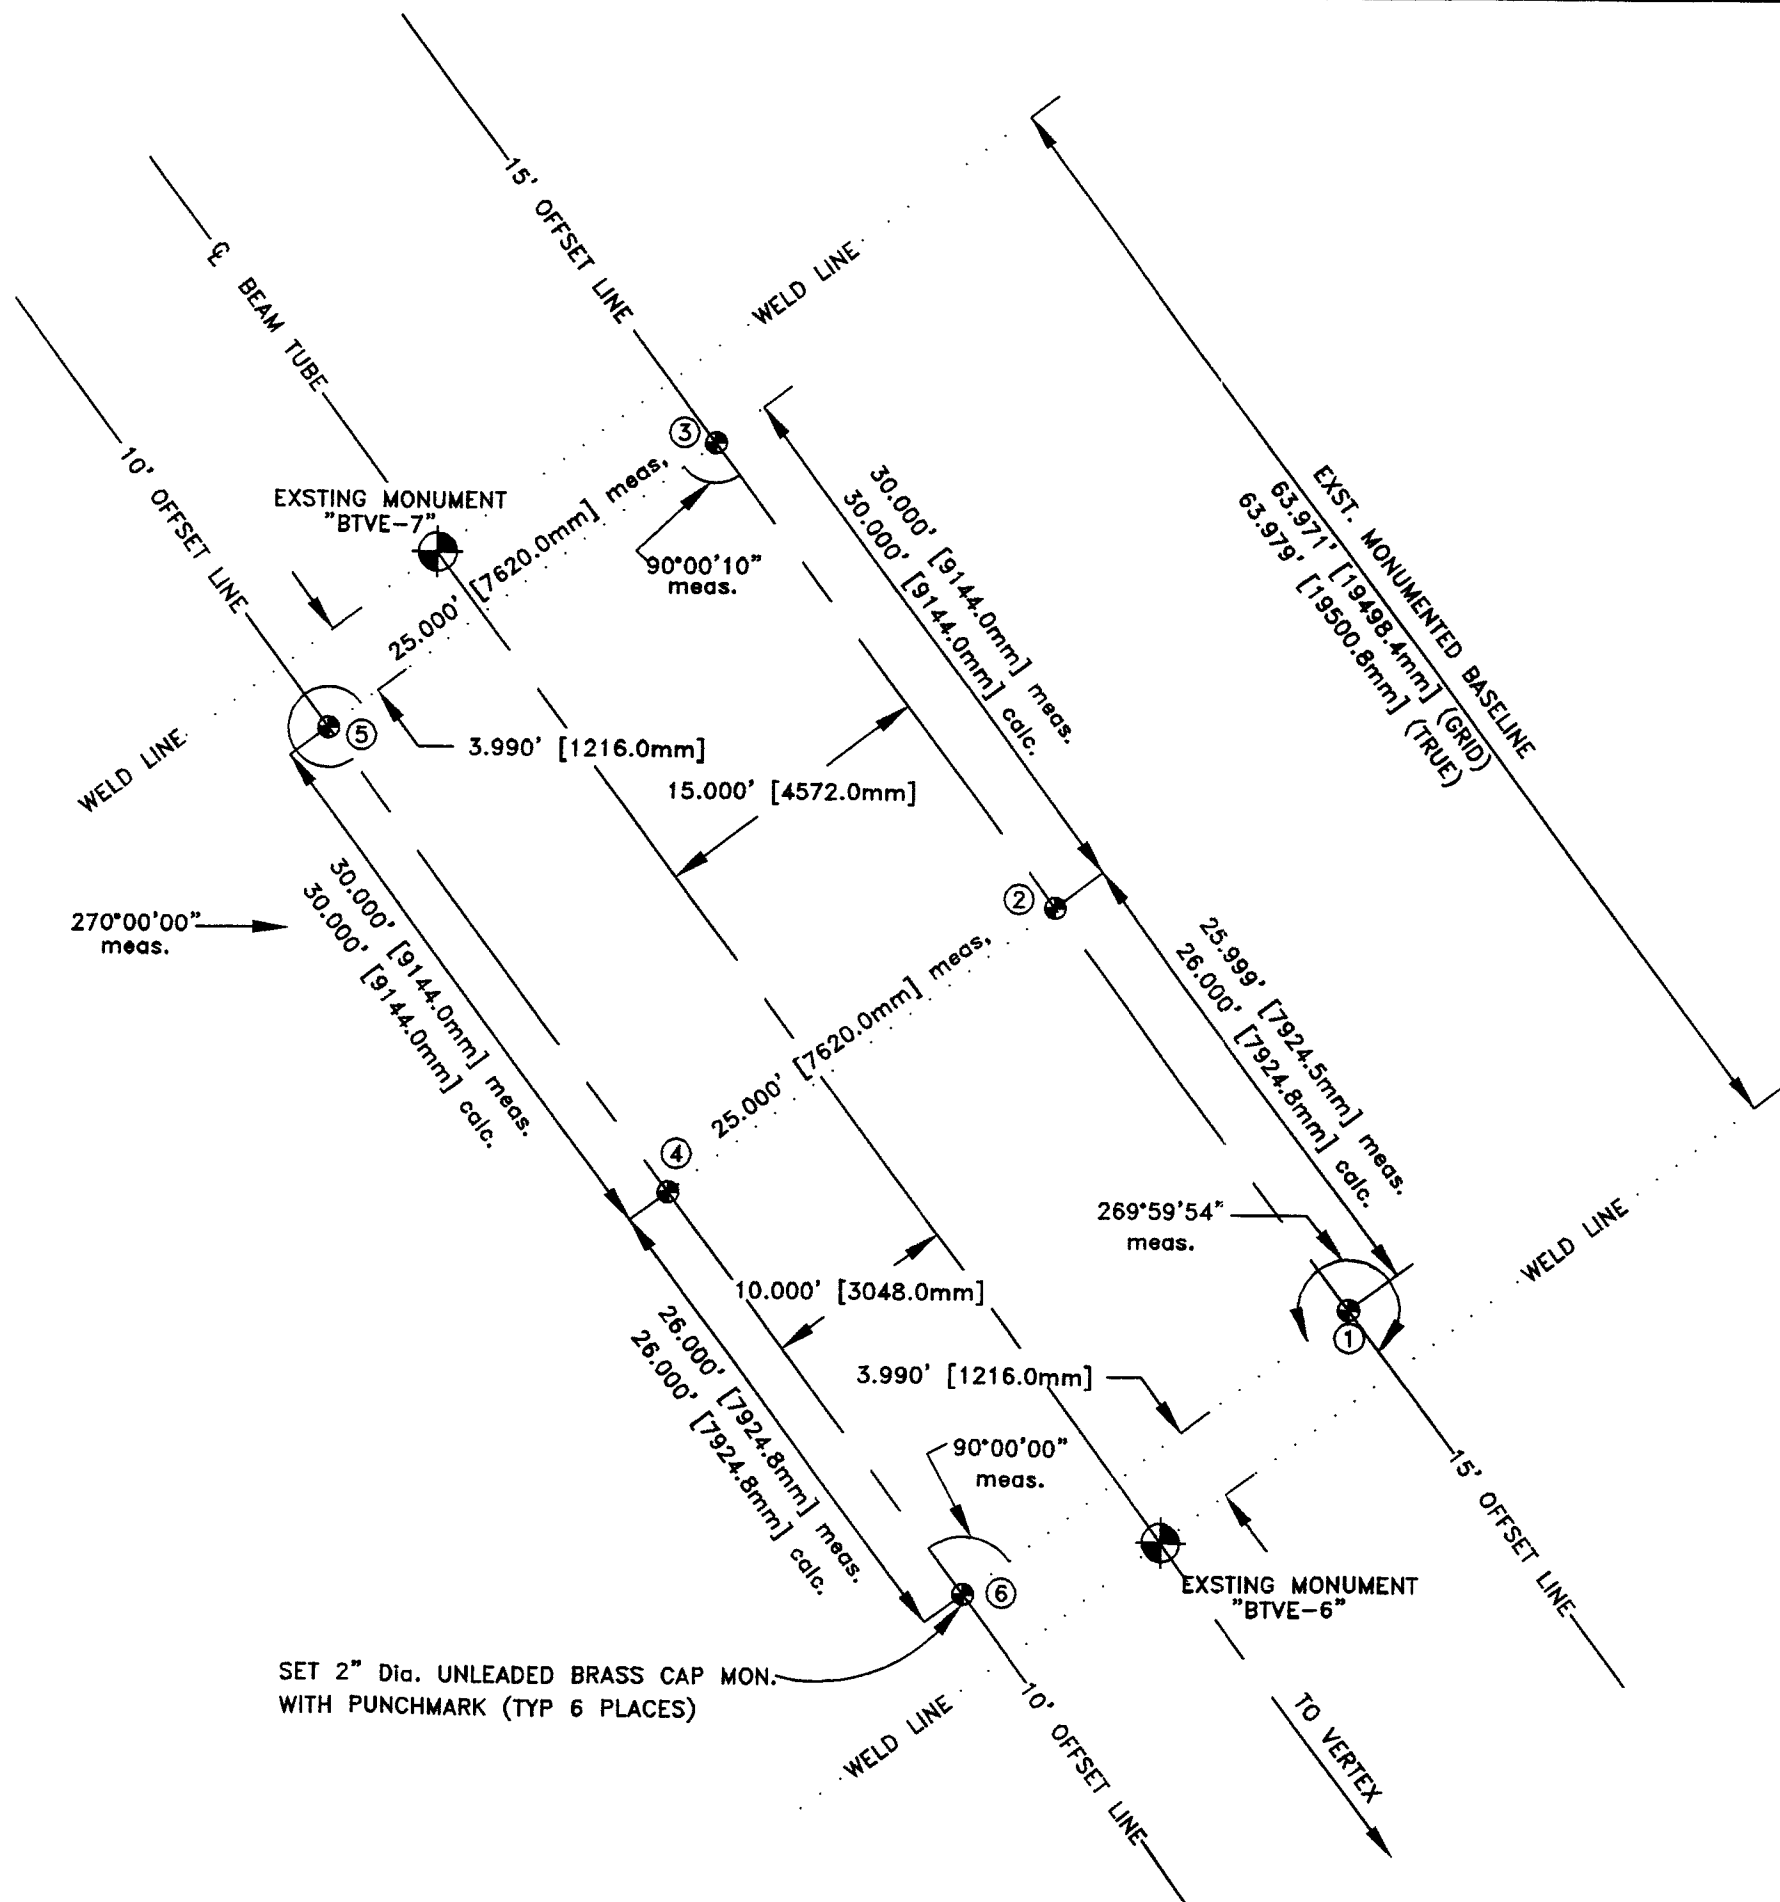 15' OFFSET LINE
WELD LINE
℄ BEAM TUBE
10' OFFSET LINE
③
EXSTING MONUMENT
"BTVE-7"
25.000' [7620.0mm] meas,
90°00'10"
meas.
30.000' [9144.0mm] meas.
30.000' [9144.0mm] calc.
EXST. MONUMENTED BASELINE
63.971' [19498.4mm] (GRID)
63.979' [19500.8mm] (TRUE)
⑤
3.990' [1216.0mm]
WELD LINE
15.000' [4572.0mm]
②
270°00'00"
meas.
30.000' [9144.0mm] meas.
30.000' [9144.0mm] calc.
25.000' [7620.0mm] meas,
25.999' [7924.5mm] meas.
26.000' [7924.8mm] calc.
④
269°59'54"
meas.
WELD LINE
10.000' [3048.0mm]
①
3.990' [1216.0mm]
26.000' [7924.8mm] meas.
26.000' [7924.8mm] calc.
90°00'00"
meas.
15' OFFSET LINE
⑥
EXSTING MONUMENT
"BTVE-6"
SET 2" Dia. UNLEADED BRASS CAP MON.
WITH PUNCHMARK (TYP 6 PLACES)
WELD LINE
10' OFFSET LINE
TO VERTEX